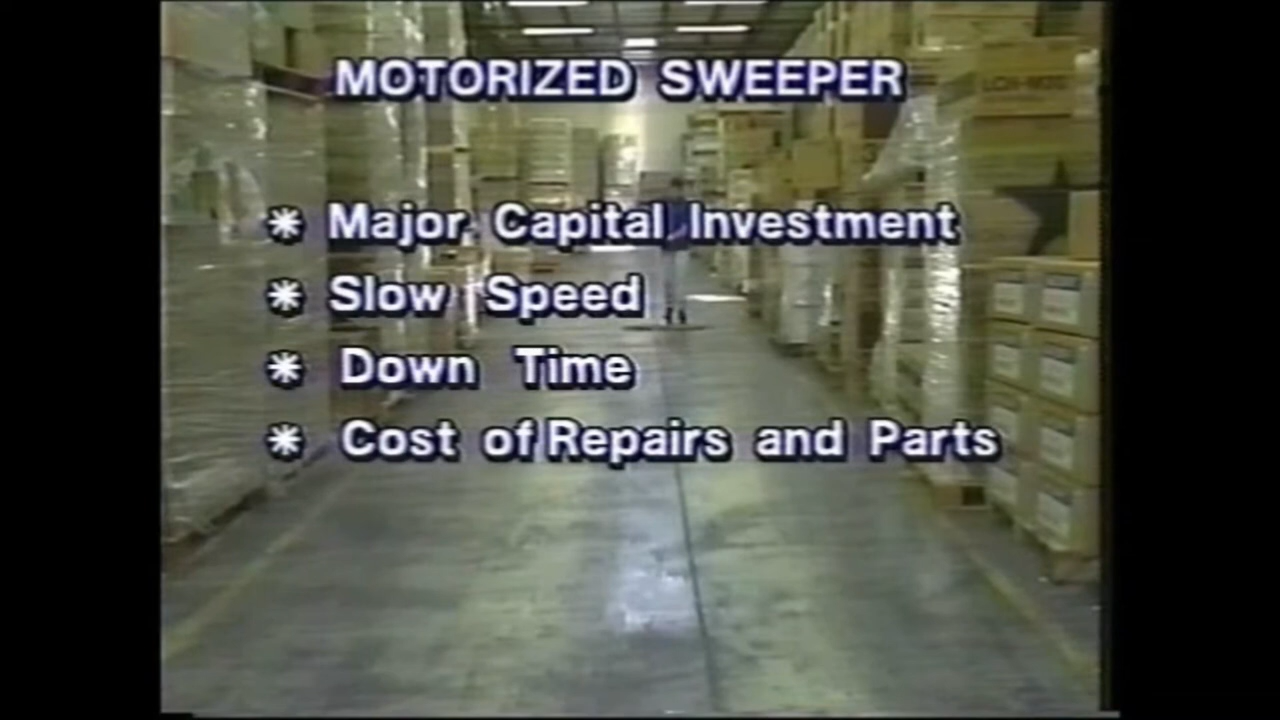 MOTORIZED SWEEPER
* Major Capital Investment
* Slow Speed
* Down Time
* Cost of Repairs and Parts